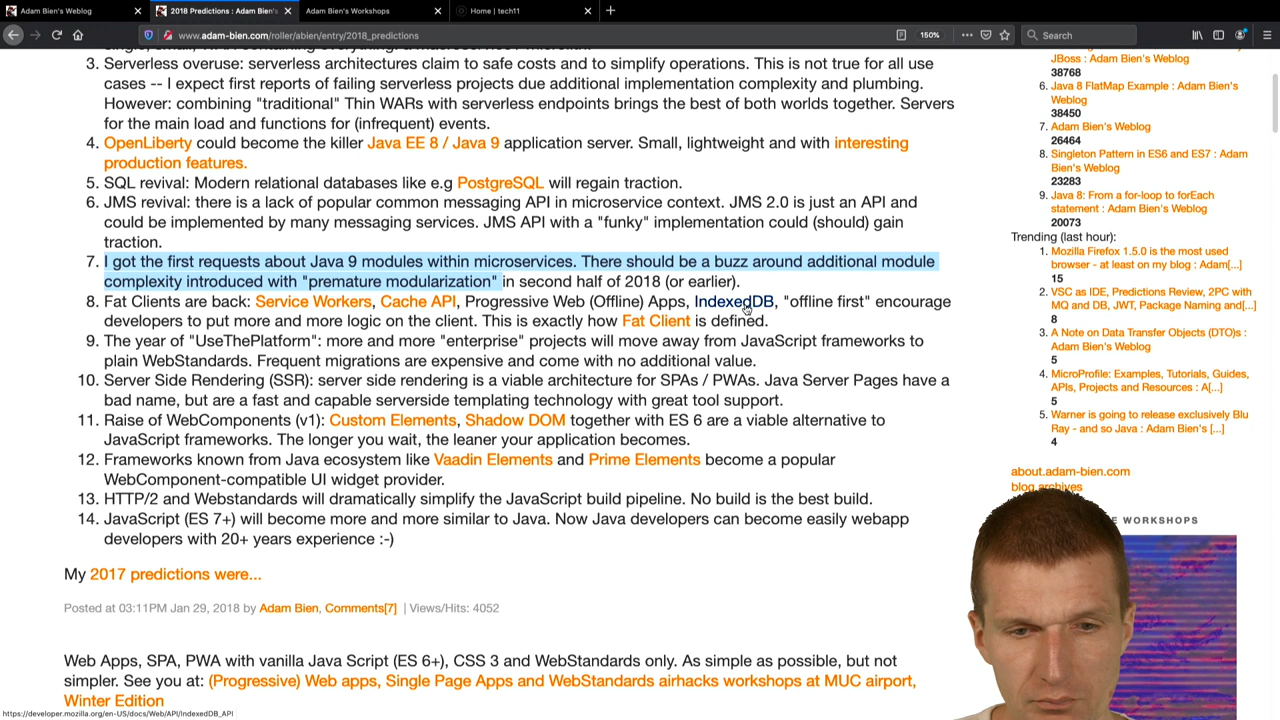 Adam Bien's Weblog
2018 Predictions : Adam Bien's
Adam Bien's Workshops
Home | tech11
www.adam-bien.com/roller/abien/entry/2018_predictions
150%
Search
3. Serverless overuse: serverless architectures claim to safe costs and to simplify operations. This is not true for all use
cases -- I expect first reports of failing serverless projects due additional implementation complexity and plumbing.
However: combining "traditional" Thin WARs with serverless endpoints brings the best of both worlds together. Servers
for the main load and functions for (intrequent) events.
4. OpenLiberty could become the killer Java EE 8 / Java 9 application server. Small, lightweight and with interesting
production features.
5. SQL revival: Modern relational databases like e.g PostgreSQL will regain traction.
6. JMS revival: there is a lack of popular common messaging API in microservice context. JMS 2.0 is just an API and
could be implemented by many messaging services. JMS API with a "funky" implementation could (should) gain
traction.
7. I got the first requests about Java 9 modules within microservices. There should be a buzz around additional module
complexity introduced with "premature modularization" in second half of 2018 (or earlier).
8. Fat Clients are back: Service Workers, Cache API, Progressive Web (Offline) Apps, IndexedDB, "offline first" encourage
developers to put more and more logic on the client. This is exactly how Fat Client is defined.
9. The year of "UseThePlatform": more and more "enterprise" projects will move away from JavaScript frameworks to
plain WebStandards. Frequent migrations are expensive and come with no additional value.
10. Server Side Rendering (SSR): server side rendering is a viable architecture for SPAs / PWAs. Java Server Pages have a
bad name, but are a fast and capable serverside templating technology with great tool support.
11. Raise of WebComponents (v1): Custom Elements, Shadow DOM together with ES 6 are a viable alternative to
JavaScript frameworks. The longer you wait, the leaner your application becomes.
12. Frameworks known from Java ecosystem like Vaadin Elements and Prime Elements become a popular
WebComponent-compatible UI widget provider.
13. HTTP/2 and Webstandards will dramatically simplify the JavaScript build pipeline. No build is the best build.
14. JavaScript (ES 7+) will become more and more similar to Java. Now Java developers can become easily webapp
developers with 20+ years experience :-)
My 2017 predictions were...
Posted at 03:11PM Jan 29, 2018 by Adam Bien, Comments[7] | Views/Hits: 4052
Web Apps, SPA, PWA with vanilla Java Script (ES 6+), CSS 3 and WebStandards only. As simple as possible, but not
simpler. See you at: (Progressive) Web apps, Single Page Apps and WebStandards airhacks workshops at MUC airport,
Winter Edition
https://developer.mozilla.org/en-US/docs/Web/API/IndexedDB_API
JBoss : Adam Bien's Weblog
38768
6. Java 8 FlatMap Example : Adam Bien's
Weblog
38450
7. Adam Bien's Weblog
26464
8. Singleton Pattern in ES6 and ES7 : Adam
Bien's Weblog
23283
9. Java 8: From a for-loop to forEach
statement : Adam Bien's Weblog
20073
Trending (last hour):
1. Mozilla Firefox 1.5.0 is the most used
browser - at least on my blog : Adam[...]
15
2. VSC as IDE, Predictions Review, 2PC with
MQ and DB, JWT, Package Naming and[...]
8
3. A Note on Data Transfer Objects (DTO)s :
Adam Bien's Weblog
5
4. MicroProfile: Examples, Tutorials, Guides,
APIs, Projects and Resources : A[...]
5
5. Warner is going to release exclusively Blu
Ray - and so Java : Adam Bien's [...]
4
about.adam-bien.com
blog archives
WORKSHOPS